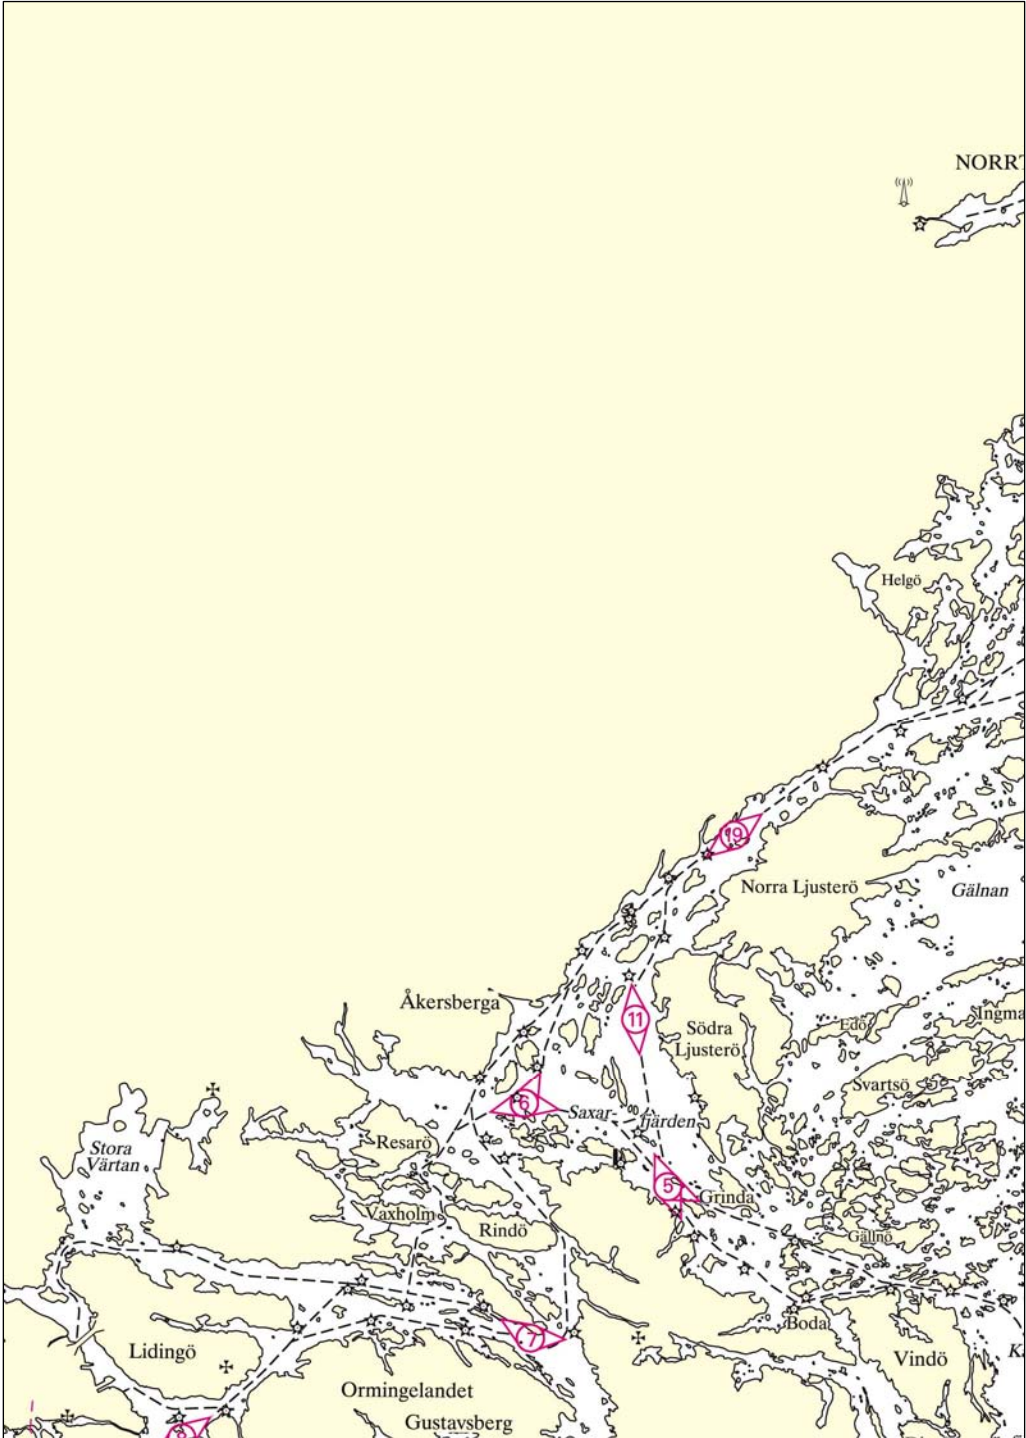 NORRT
Helgö
19
Norra Ljusterö
Gälnan
40
Åkersberga
11
Södra
Ljusterö
Edö
Ingma
Svartsö
6
Saxar-
fjärden
Stora
Värtan
Resarö
5
Grinda
Vaxholm
Rindö
Gällnö
7
Boda
Lidingö
Vindö
K
Ormingelandet
Gustavsberg